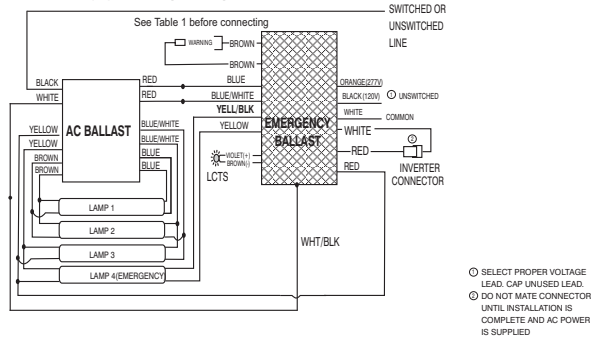 SWITCHED OR
UNSWITCHED
LINE
See Table 1 before connecting
WARNING
BROWN
BROWN
BLACK
WHITE
RED
RED
BLUE
BLUE/WHITE
YELL/BLK
YELLOW
ORANGE(277V)
BLACK(120V)
① UNSWITCHED
WHITE
COMMON
WHITE
②
RED
RED
INVERTER
CONNECTOR
AC BALLAST
EMERGENCY
BALLAST
YELLOW
YELLOW
BROWN
BROWN
BLUE/WHITE
BLUE/WHITE
BLUE
BLUE
VIOLET(+)
BROWN(-)
LCTS
LAMP 1
LAMP 2
LAMP 3
LAMP 4(EMERGENCY)
WHT/BLK
① SELECT PROPER VOLTAGE
LEAD. CAP UNUSED LEAD.
② DO NOT MATE CONNECTOR
UNTIL INSTALLATION IS
COMPLETE AND AC POWER
IS SUPPLIED